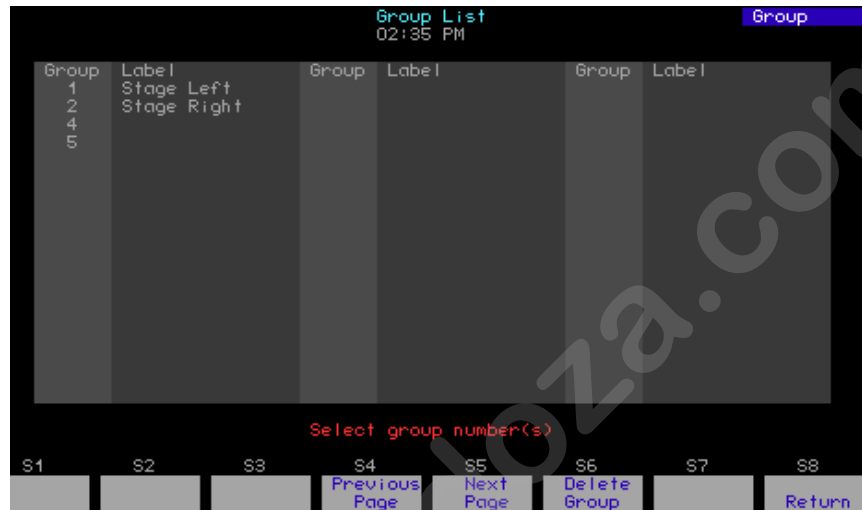 Group List
Group
02:35 PM
Group Label Group Label Group Label
1 Stage Left
2 Stage Right
4
5
Select group number(s)
S1 S2 S3 S4 S5 S6 S7 S8
Previous Next Delete
Page Page Group Return